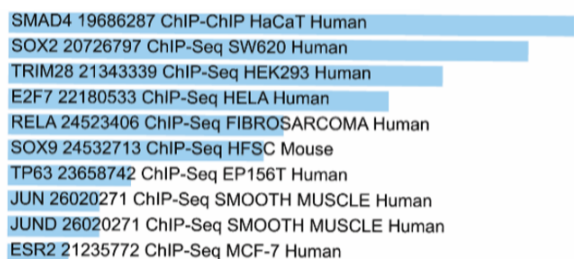 SMAD4 19686287 ChIP-ChIP HaCaT Human
SOX2 20726797 ChIP-Seq SW620 Human
TRIM28 21343339 ChIP-Seq HEK293 Human
E2F7 22180533 ChIP-Seq HELA Human
RELA 24523406 ChIP-Seq FIBROSARCOMA Human
SOX9 24532713 ChIP-Seq HFSC Mouse
TP63 23658742 ChIP-Seq EP156T Human
JUN 26020271 ChIP-Seq SMOOTH MUSCLE Human
JUND 26020271 ChIP-Seq SMOOTH MUSCLE Human
ESR2 21235772 ChIP-Seq MCF-7 Human